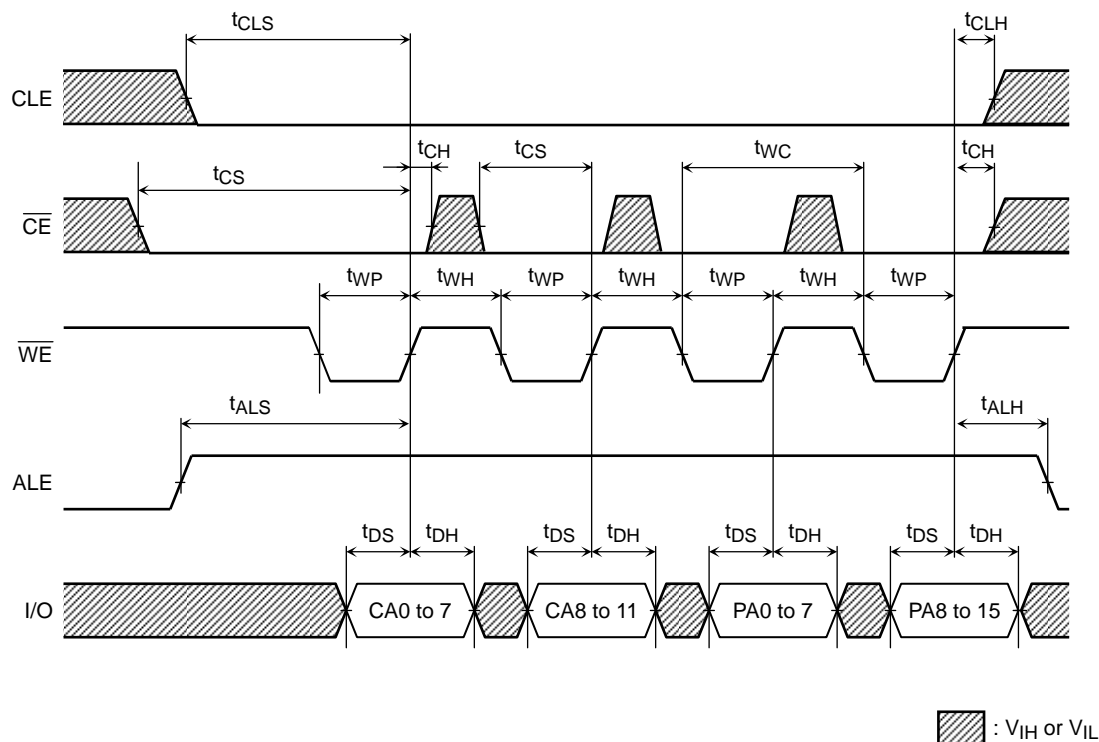 tCLS tCLH
CLE
tCH tCS tWC tCH
tCS
CE
tWP tWH tWP tWH tWP tWH tWP
WE
tALS tALH
ALE
tDS tDH tDS tDH tDS tDH tDS tDH
I/O CA0 to 7 CA8 to 11 PA0 to 7 PA8 to 15
: VIH or VIL